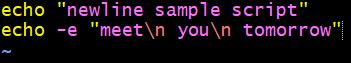 echo "newline sample script"
echo -e "meet\n you\n tomorrow"
~